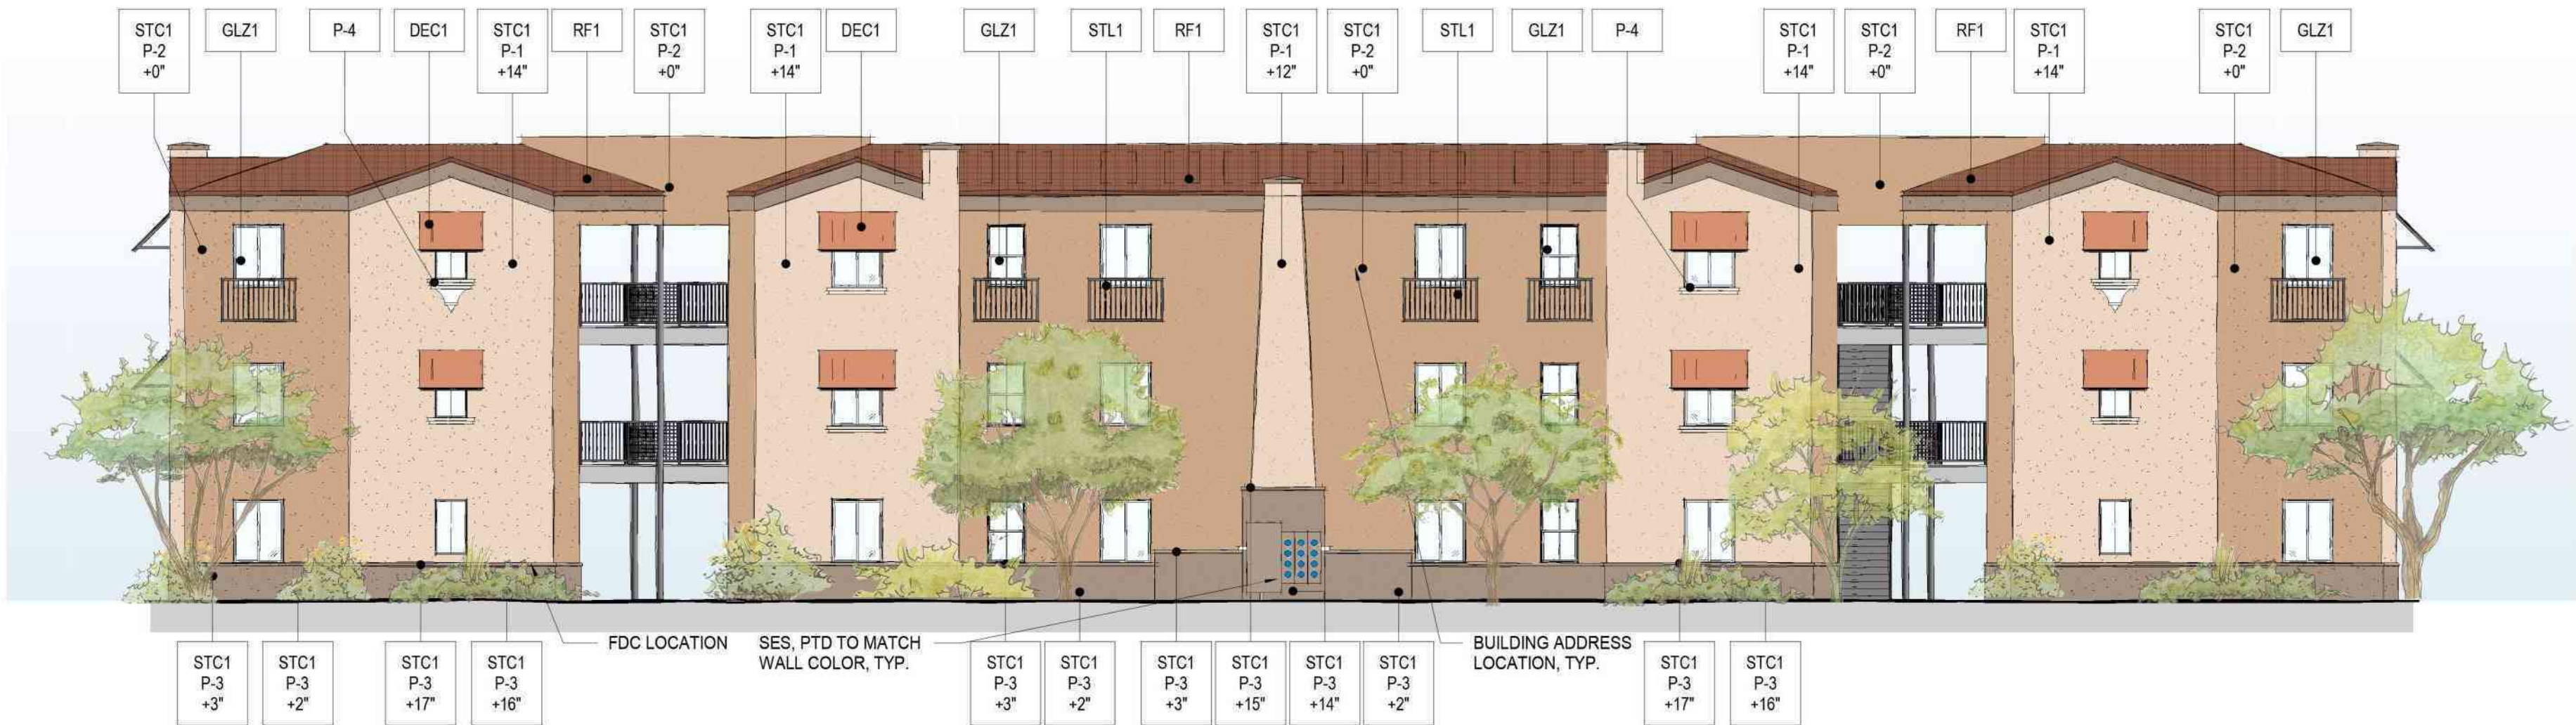 STC1
P-2
+0"
GLZ1
P-4
DEC1
STC1
P-1
+14"
RF1
STC1
P-2
+0"
STC1
P-1
+14"
DEC1
GLZ1
STL1
RF1
STC1
P-1
+12"
STC1
P-2
+0"
STL1
GLZ1
P-4
STC1
P-1
+14"
STC1
P-2
+0"
RF1
STC1
P-1
+14"
STC1
P-2
+0"
GLZ1
FDC LOCATION
SES, PTD TO MATCH
WALL COLOR, TYP.
BUILDING ADDRESS
LOCATION, TYP.
STC1
P-3
+3"
STC1
P-3
+2"
STC1
P-3
+17"
STC1
P-3
+16"
STC1
P-3
+3"
STC1
P-3
+2"
STC1
P-3
+3"
STC1
P-3
+15"
STC1
P-3
+14"
STC1
P-3
+2"
STC1
P-3
+17"
STC1
P-3
+16"